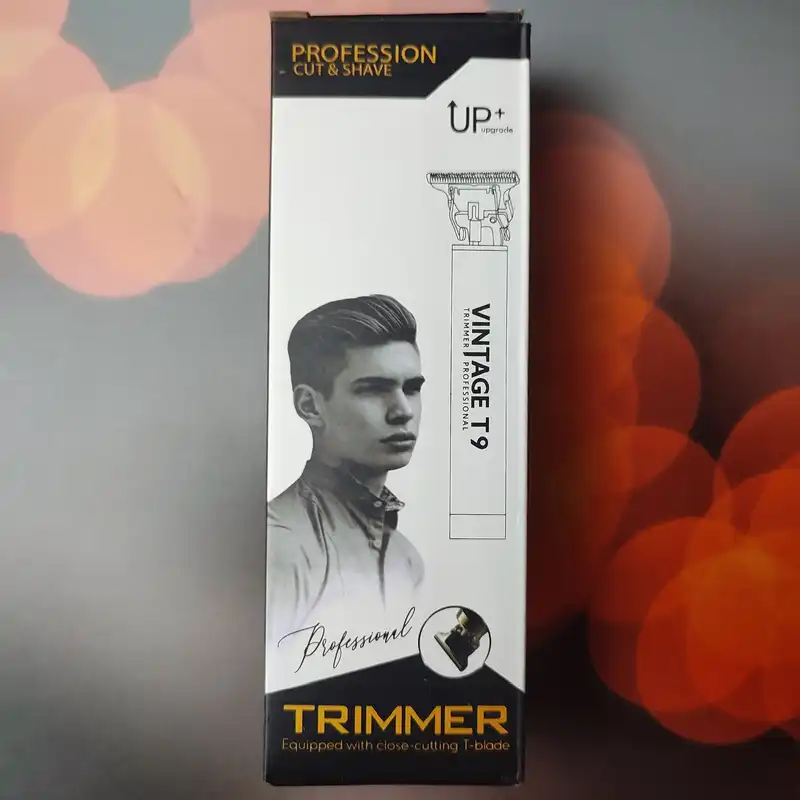 PROFESSION
CUT & SHAVE
UP+
upgrade
VINTAGE T9
TRIMMER PROFESSIONAL
Professional
TRIMMER
Equipped with close-cutting T-blade